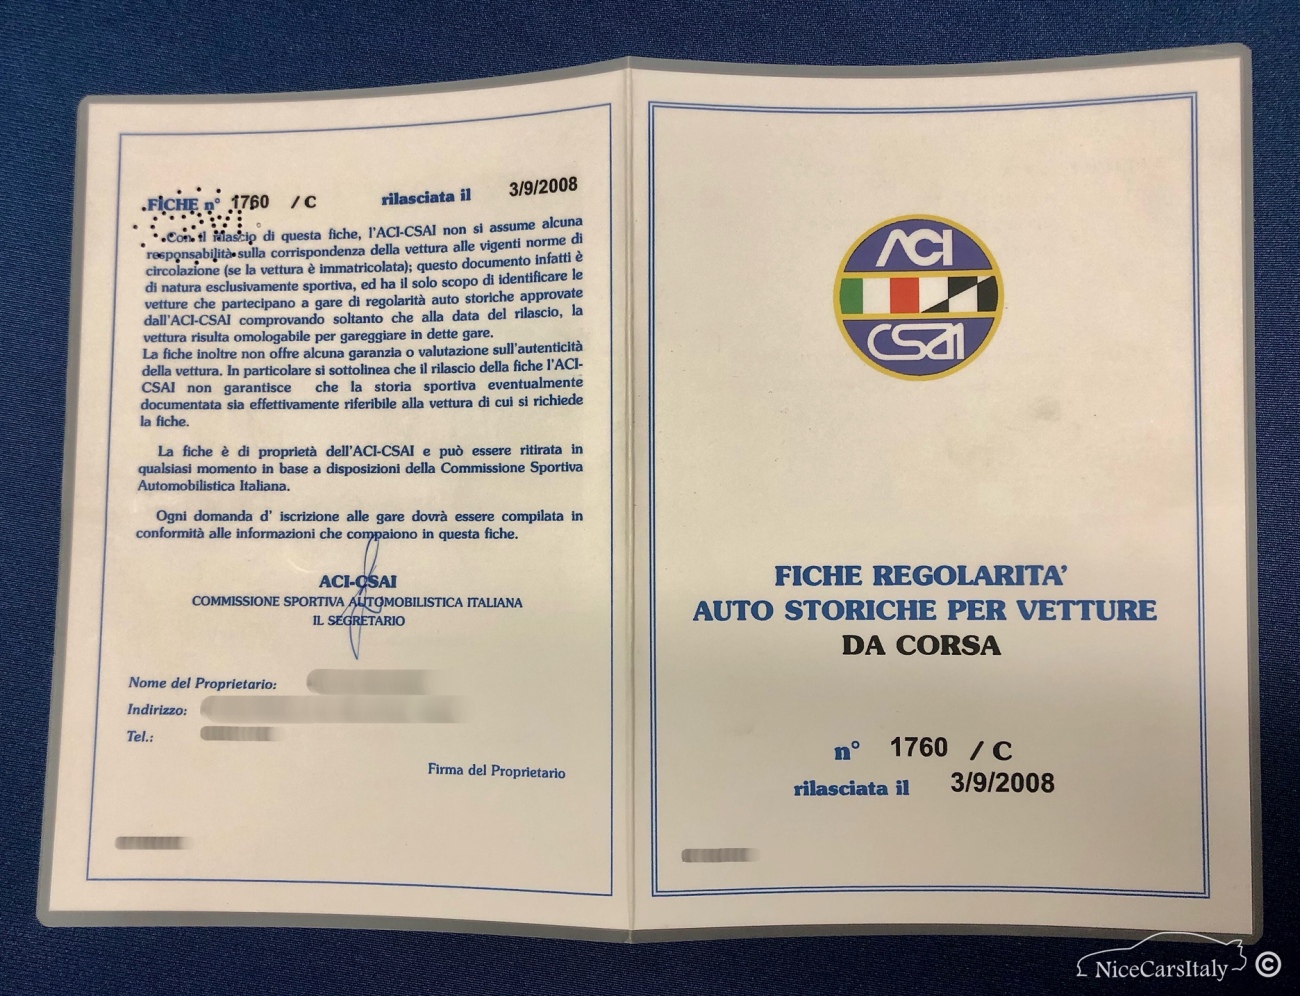 FICHE n° 1760 / C rilasciata il 3/9/2008
Con il rilascio di questa fiche, l'ACI-CSAI non si assume alcuna
responsabilità sulla corrispondenza della vettura alle vigenti norme di
circolazione (se la vettura è immatricolata); questo documento infatti è
di natura esclusivamente sportiva, ed ha il solo scopo di identificare le
vetture che partecipano a gare di regolarità auto storiche approvate
dall'ACI-CSAI comprovando soltanto che alla data del rilascio, la
vettura risulta omologabile per gareggiare in dette gare.
La fiche inoltre non offre alcuna garanzia o valutazione sull'autenticità
della vettura. In particolare si sottolinea che il rilascio della fiche l'ACI-
CSAI non garantisce che la storia sportiva eventualmente
documentata sia effettivamente riferibile alla vettura di cui si richiede
la fiche.
La fiche è di proprietà dell'ACI-CSAI e può essere ritirata in
qualsiasi momento in base a disposizioni della Commissione Sportiva
Automobilistica Italiana.
Ogni domanda d' iscrizione alle gare dovrà essere compilata in
conformità alle informazioni che compaiono in questa fiche.
ACI-CSAI
COMMISSIONE SPORTIVA AUTOMOBILISTICA ITALIANA
IL SEGRETARIO
Nome del Proprietario:
Indirizzo:
Tel.:
Firma del Proprietario
ACI
CSAI
FICHE REGOLARITA'
AUTO STORICHE PER VETTURE
DA CORSA
n° 1760 / C
rilasciata il 3/9/2008
NiceCarsItaly ©